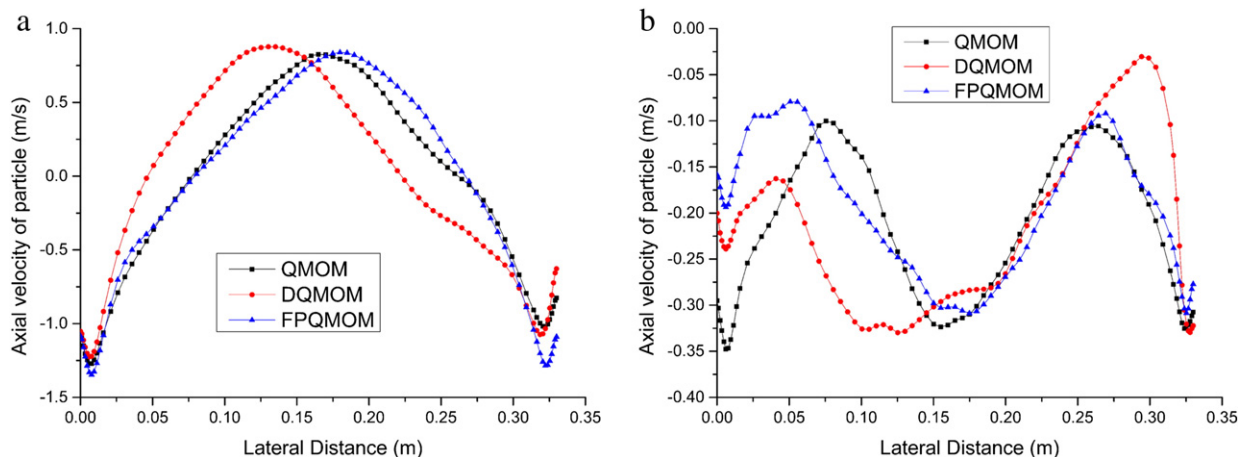 a
Axial velocity of particle (m/s)
1.0
0.5
0.0
-0.5
-1.0
-1.5
QMOM
DQMOM
FPQMOM
0.00 0.05 0.10 0.15 0.20 0.25 0.30 0.35
Lateral Distance (m)
b
Axial velocity of particle (m/s)
0.00
-0.05
-0.10
-0.15
-0.20
-0.25
-0.30
-0.35
-0.40
QMOM
DQMOM
FPQMOM
0.00 0.05 0.10 0.15 0.20 0.25 0.30 0.35
Lateral Distance (m)